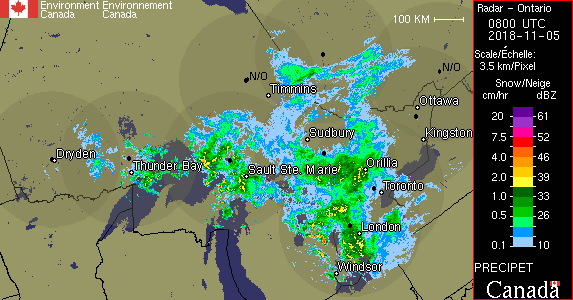 Environment Environnement
Canada Canada
100 KM
N/O
N/O
Timmins
Ottawa
Sudbury
Kingston
Dryden
Thunder Bay
Sault Ste. Marie
Orillia
Toronto
London
Windsor
Radar - Ontario
0800 UTC
2018-11-05
Scale/Échelle:
3.5 km/Pixel
Snow/Neige
cm/hr dBZ
20 61
7.5 52
4.0 46
2.0 39
1.0 33
0.5 26
0.1 10
PRECIPET
Canada